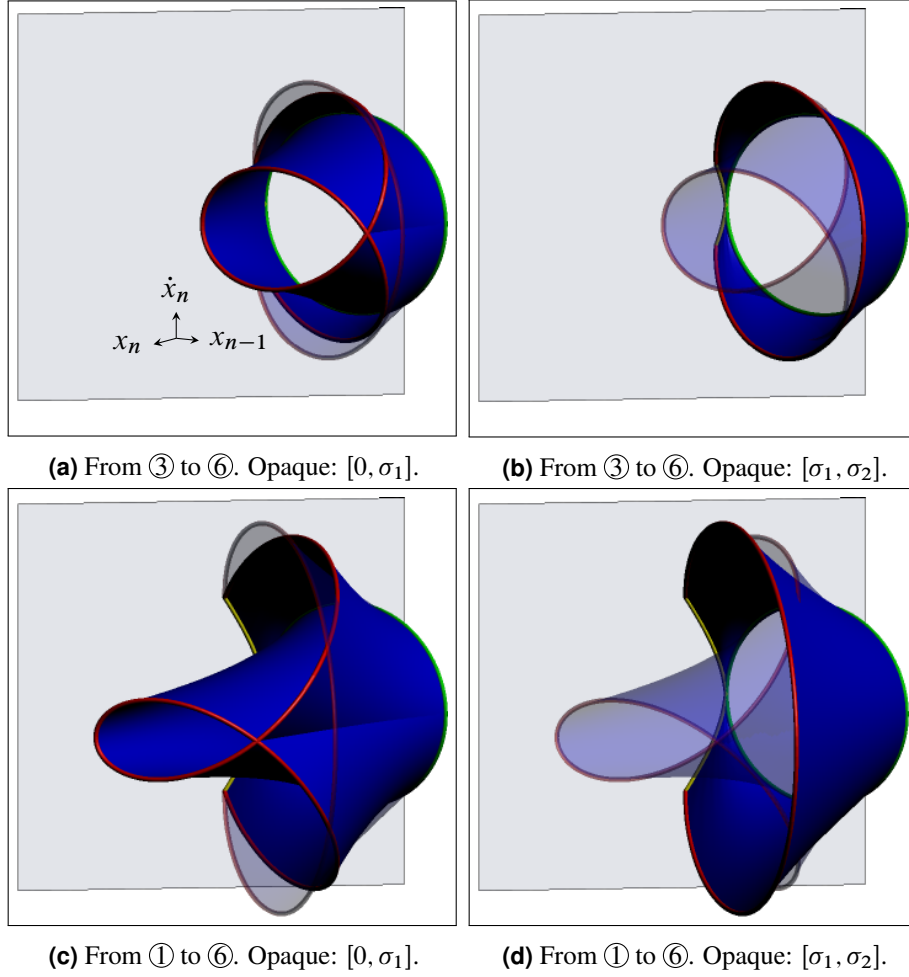 ẋₙ
xₙ xₙ₋₁
(a) From ③ to ⑥. Opaque: [0, σ₁].
(b) From ③ to ⑥. Opaque: [σ₁, σ₂].
(c) From ① to ⑥. Opaque: [0, σ₁].
(d) From ① to ⑥. Opaque: [σ₁, σ₂].